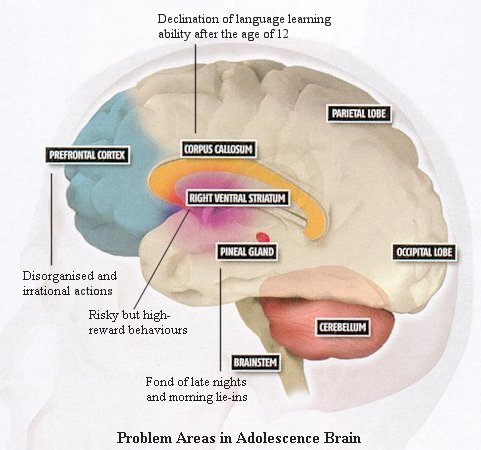 Declination of language learning
ability after the age of 12
PARIETAL LOBE
CORPUS CALLOSUM
PREFRONTAL CORTEX
RIGHT VENTRAL STRIATUM
PINEAL GLAND
OCCIPITAL LOBE
Disorganised and
irrational actions
Risky but high-
reward behaviours
CEREBELLUM
BRAINSTEM
Fond of late nights
and morning lie-ins
Problem Areas in Adolescence Brain